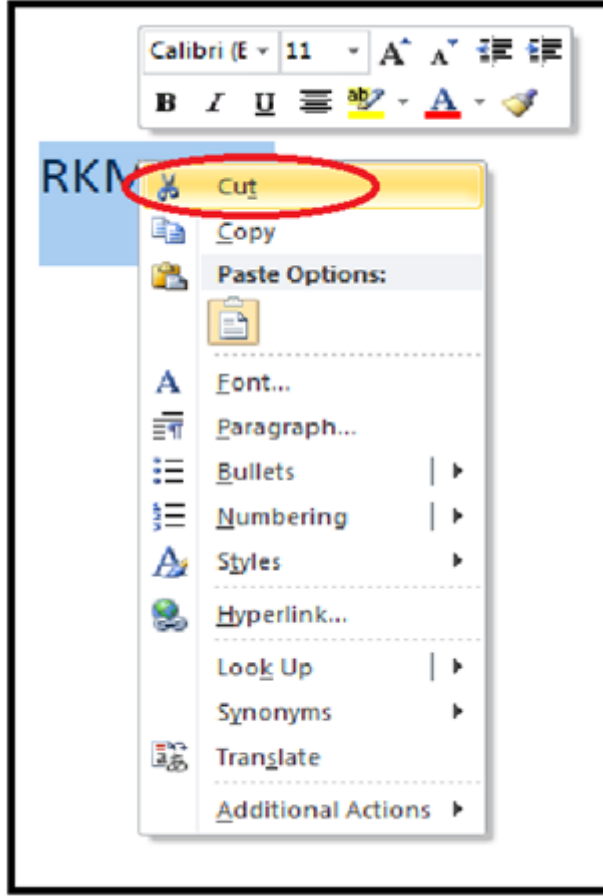 Calibri (E 11 A A
B I U ab A
RKM
Cut
Copy
Paste Options:
A Font...
Paragraph...
Bullets
Numbering
A Styles
Hyperlink...
Look Up
Synonyms
Translate
Additional Actions